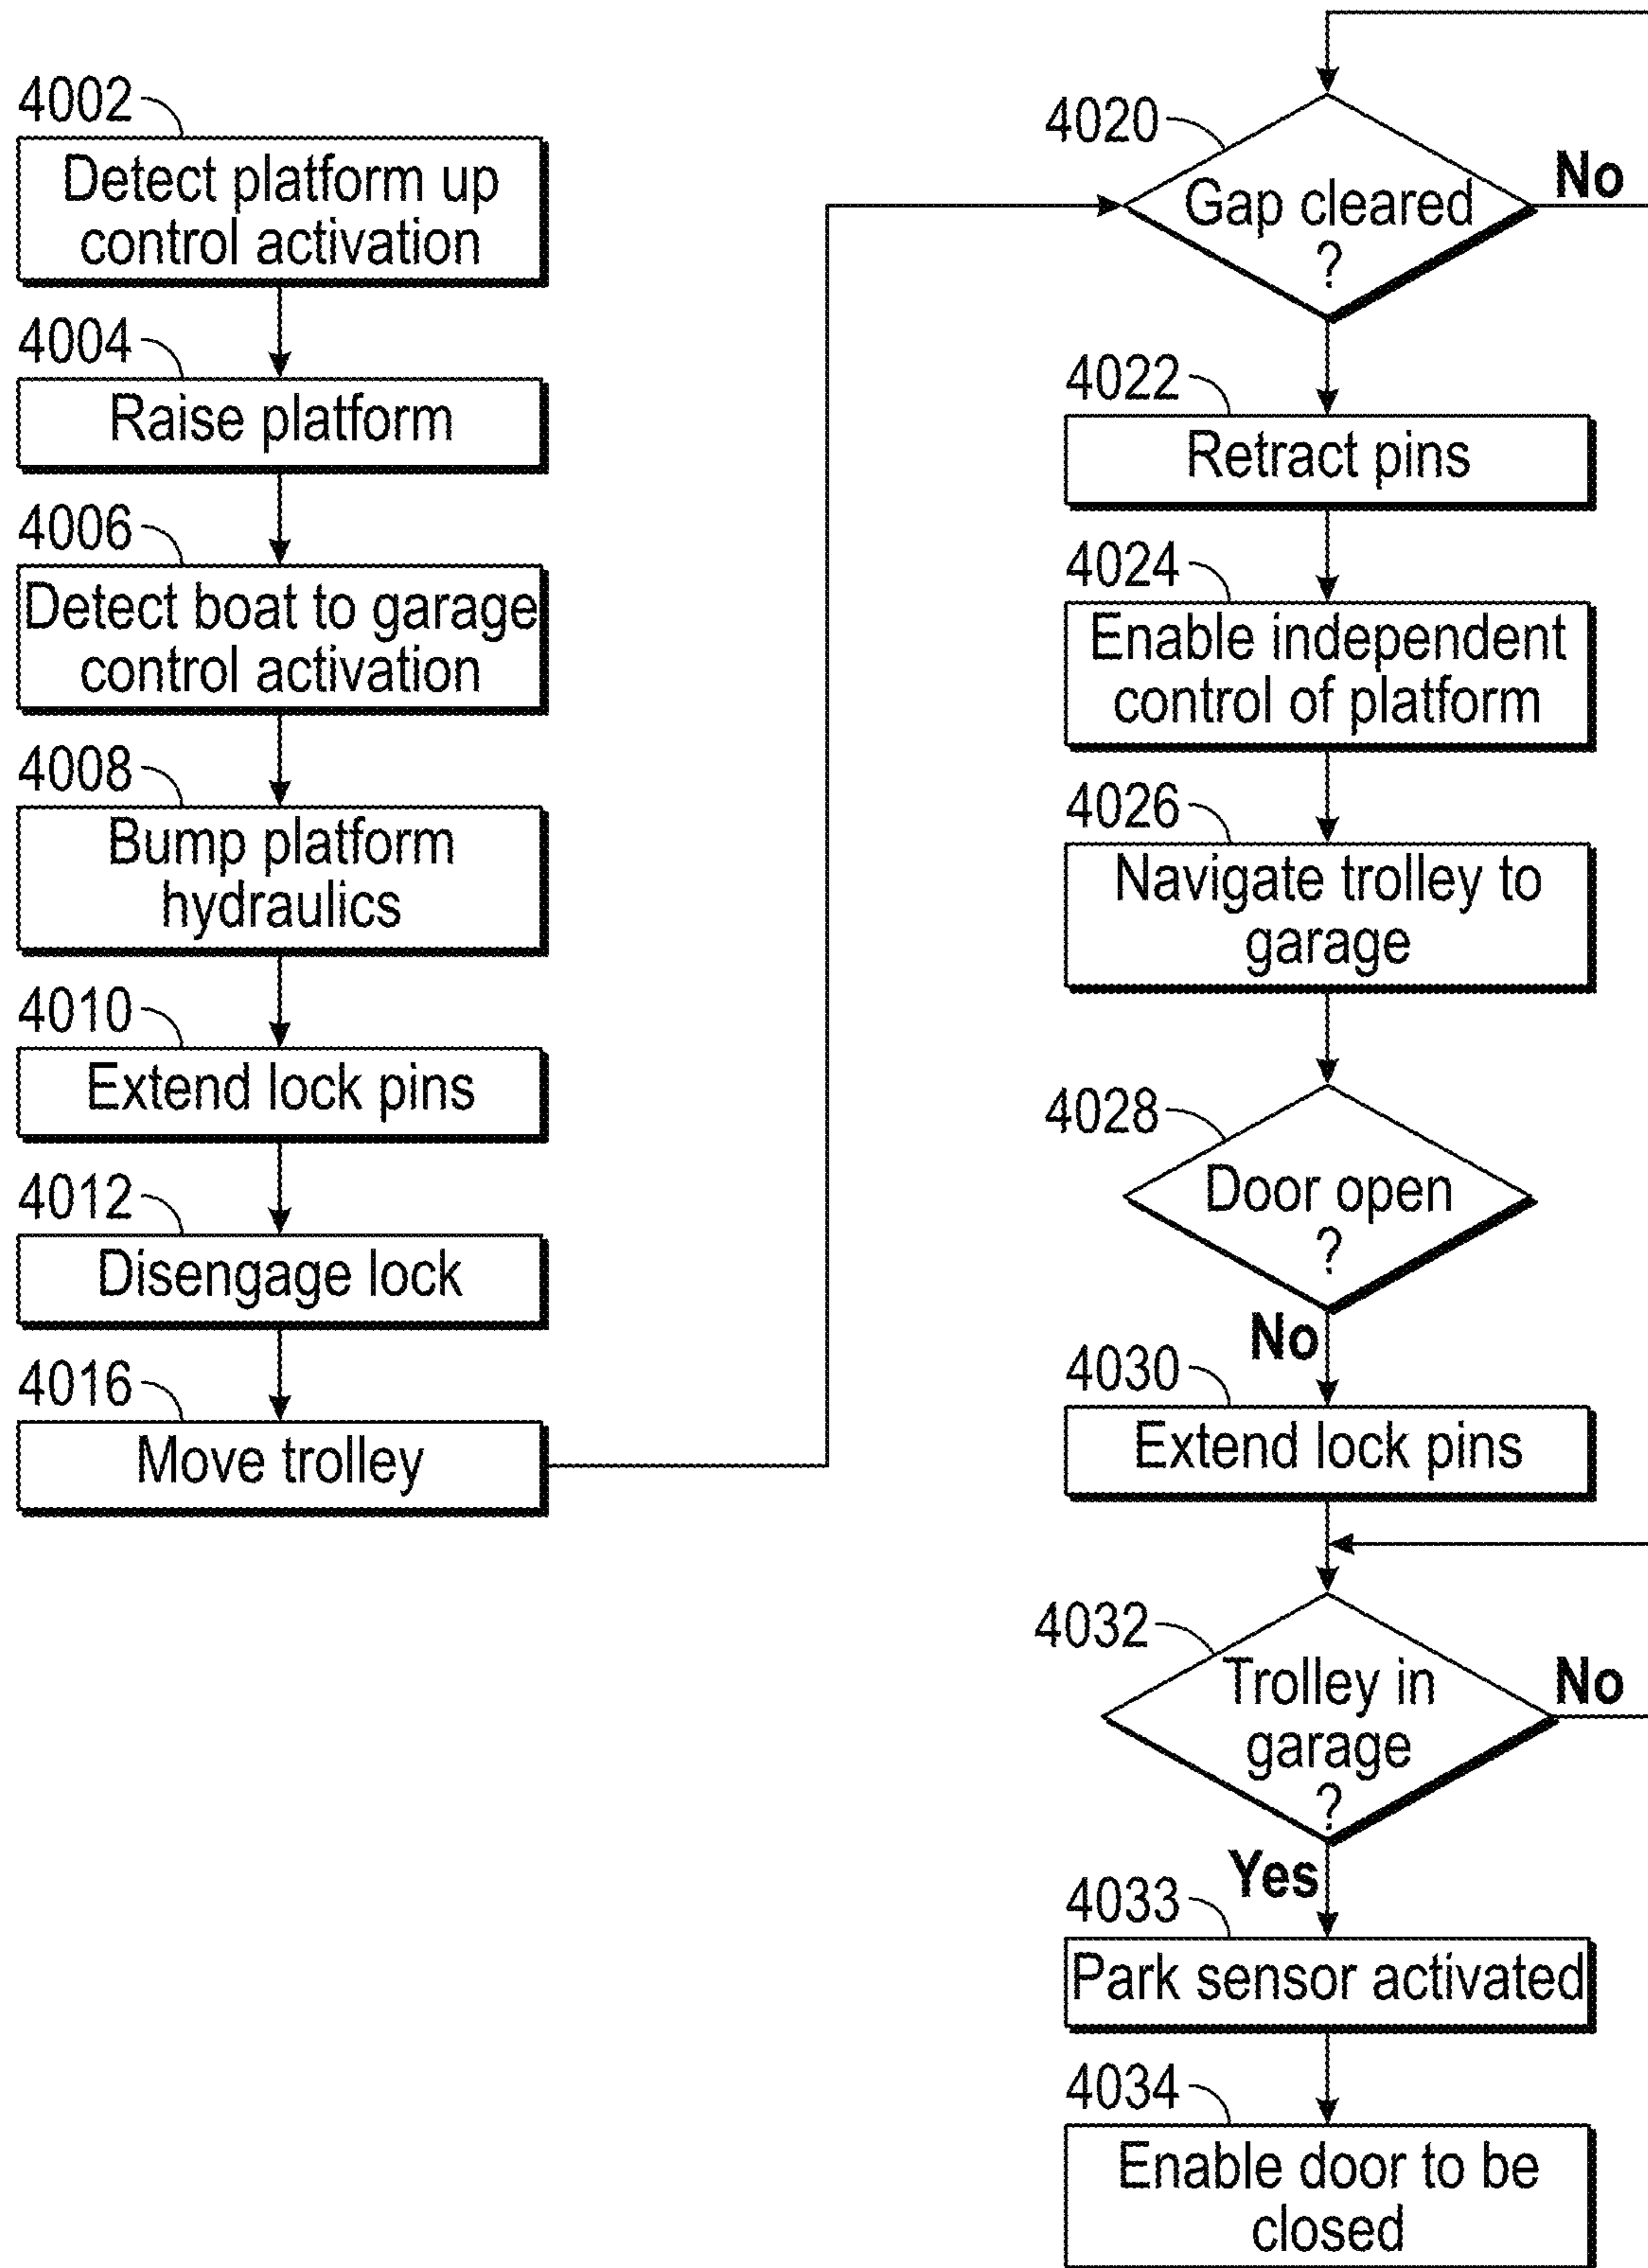 4002
Detect platform up
control activation
4004
Raise platform
4006
Detect boat to garage
control activation
4008
Bump platform
hydraulics
4010
Extend lock pins
4012
Disengage lock
4016
Move trolley
4020
Gap cleared
?
No
4022
Retract pins
4024
Enable independent
control of platform
4026
Navigate trolley to
garage
4028
Door open
?
No
4030
Extend lock pins
4032
Trolley in
garage
?
No
Yes
4033
Park sensor activated
4034
Enable door to be
closed